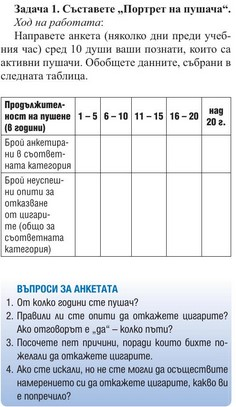 Задача 1. Съставете „Портрет на пушача“.
Ход на работата:
Направете анкета (няколко дни преди учеб-
ния час) сред 10 души ваши познати, които са
активни пушачи. Обобщете данните, събрани в
следната таблица.
Продължител-
ност на пушене
(в години)
1 – 5
6 – 10
11 – 15
16 – 20
над
20 г.
Брой анкетира-
ни в съответ-
ната категория
Брой неуспеш-
ни опити за
отказване
от цигари-
те (общо за
съответната
категория)
ВЪПРОСИ ЗА АНКЕТАТА
1. От колко години сте пушач?
2. Правили ли сте опити да откажете цигарите?
Ако отговорът е „да“ – колко пъти?
3. Посочете пет причини, поради които бихте по-
желали да откажете цигарите.
4. Ако сте искали, но не сте могли да осъществите
намерението си да откажете цигарите, какво ви
е попречило?